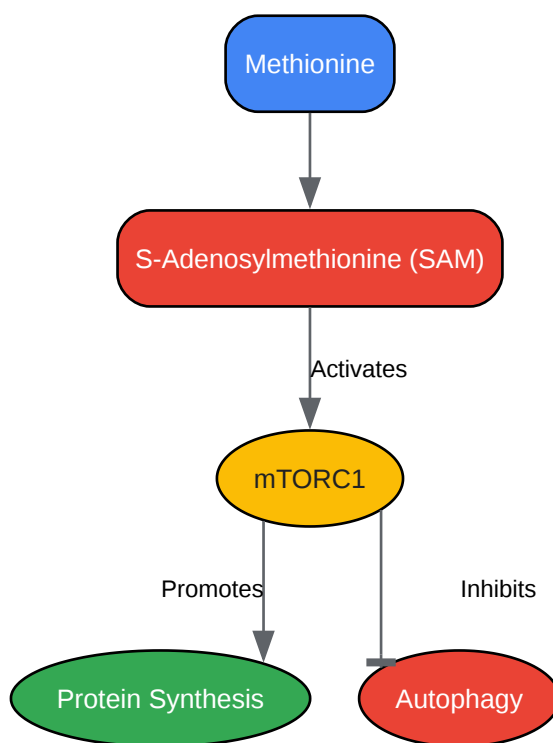 Methionine
S-Adenosylmethionine (SAM)
Activates
mTORC1
Promotes
Inhibits
Protein Synthesis
Autophagy